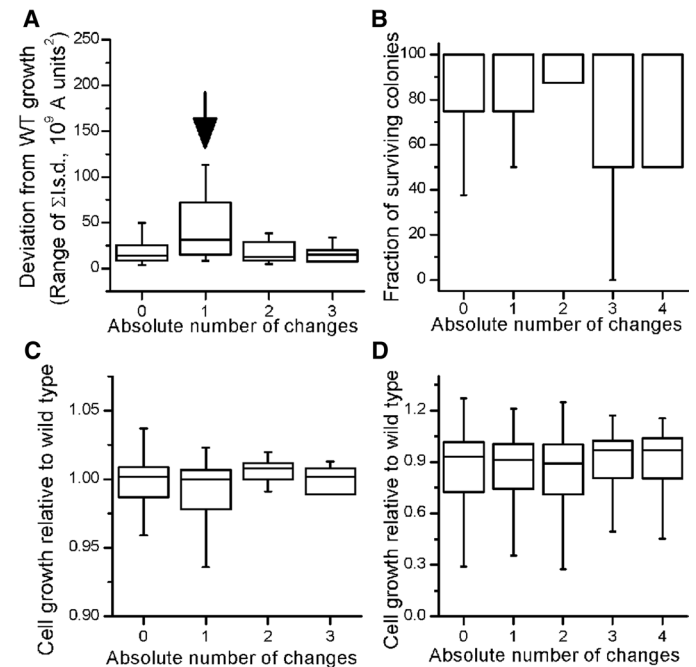 A
Deviation from WT growth
(Range of Σl.s.d., 10⁹ A units²)
250
200
150
100
50
0
0 1 2 3
Absolute number of changes
B
Fraction of surviving colonies
100
80
60
40
20
0
0 1 2 3 4
Absolute number of changes
C
Cell growth relative to wild type
1.05
1.00
0.95
0.90
0 1 2 3
Absolute number of changes
D
Cell growth relative to wild type
1.2
0.9
0.6
0.3
0.0
0 1 2 3 4
Absolute number of changes